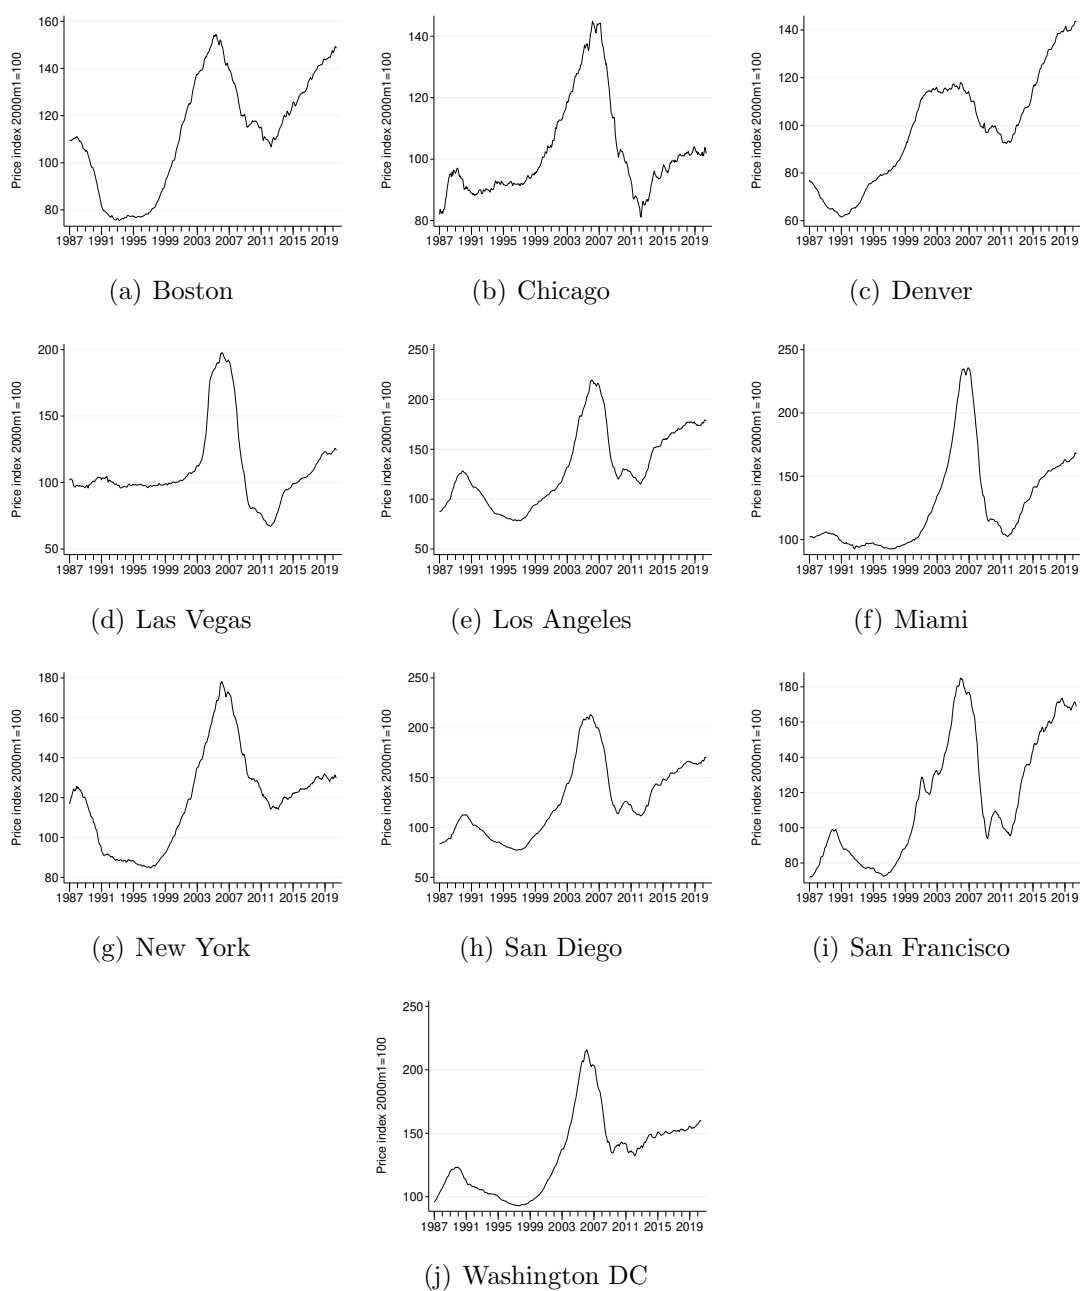 Price index 2000m1=100
160
140
120
100
80
1987 1991 1995 1999 2003 2007 2011 2015 2019
(a) Boston
Price index 2000m1=100
140
120
100
80
1987 1991 1995 1999 2003 2007 2011 2015 2019
(b) Chicago
Price index 2000m1=100
140
120
100
80
60
1987 1991 1995 1999 2003 2007 2011 2015 2019
(c) Denver
Price index 2000m1=100
200
150
100
50
1987 1991 1995 1999 2003 2007 2011 2015 2019
(d) Las Vegas
Price index 2000m1=100
250
200
150
100
50
1987 1991 1995 1999 2003 2007 2011 2015 2019
(e) Los Angeles
Price index 2000m1=100
250
200
150
100
1987 1991 1995 1999 2003 2007 2011 2015 2019
(f) Miami
Price index 2000m1=100
180
160
140
120
100
80
1987 1991 1995 1999 2003 2007 2011 2015 2019
(g) New York
Price index 2000m1=100
250
200
150
100
50
1987 1991 1995 1999 2003 2007 2011 2015 2019
(h) San Diego
Price index 2000m1=100
180
160
140
120
100
80
1987 1991 1995 1999 2003 2007 2011 2015 2019
(i) San Francisco
Price index 2000m1=100
250
200
150
100
1987 1991 1995 1999 2003 2007 2011 2015 2019
(j) Washington DC